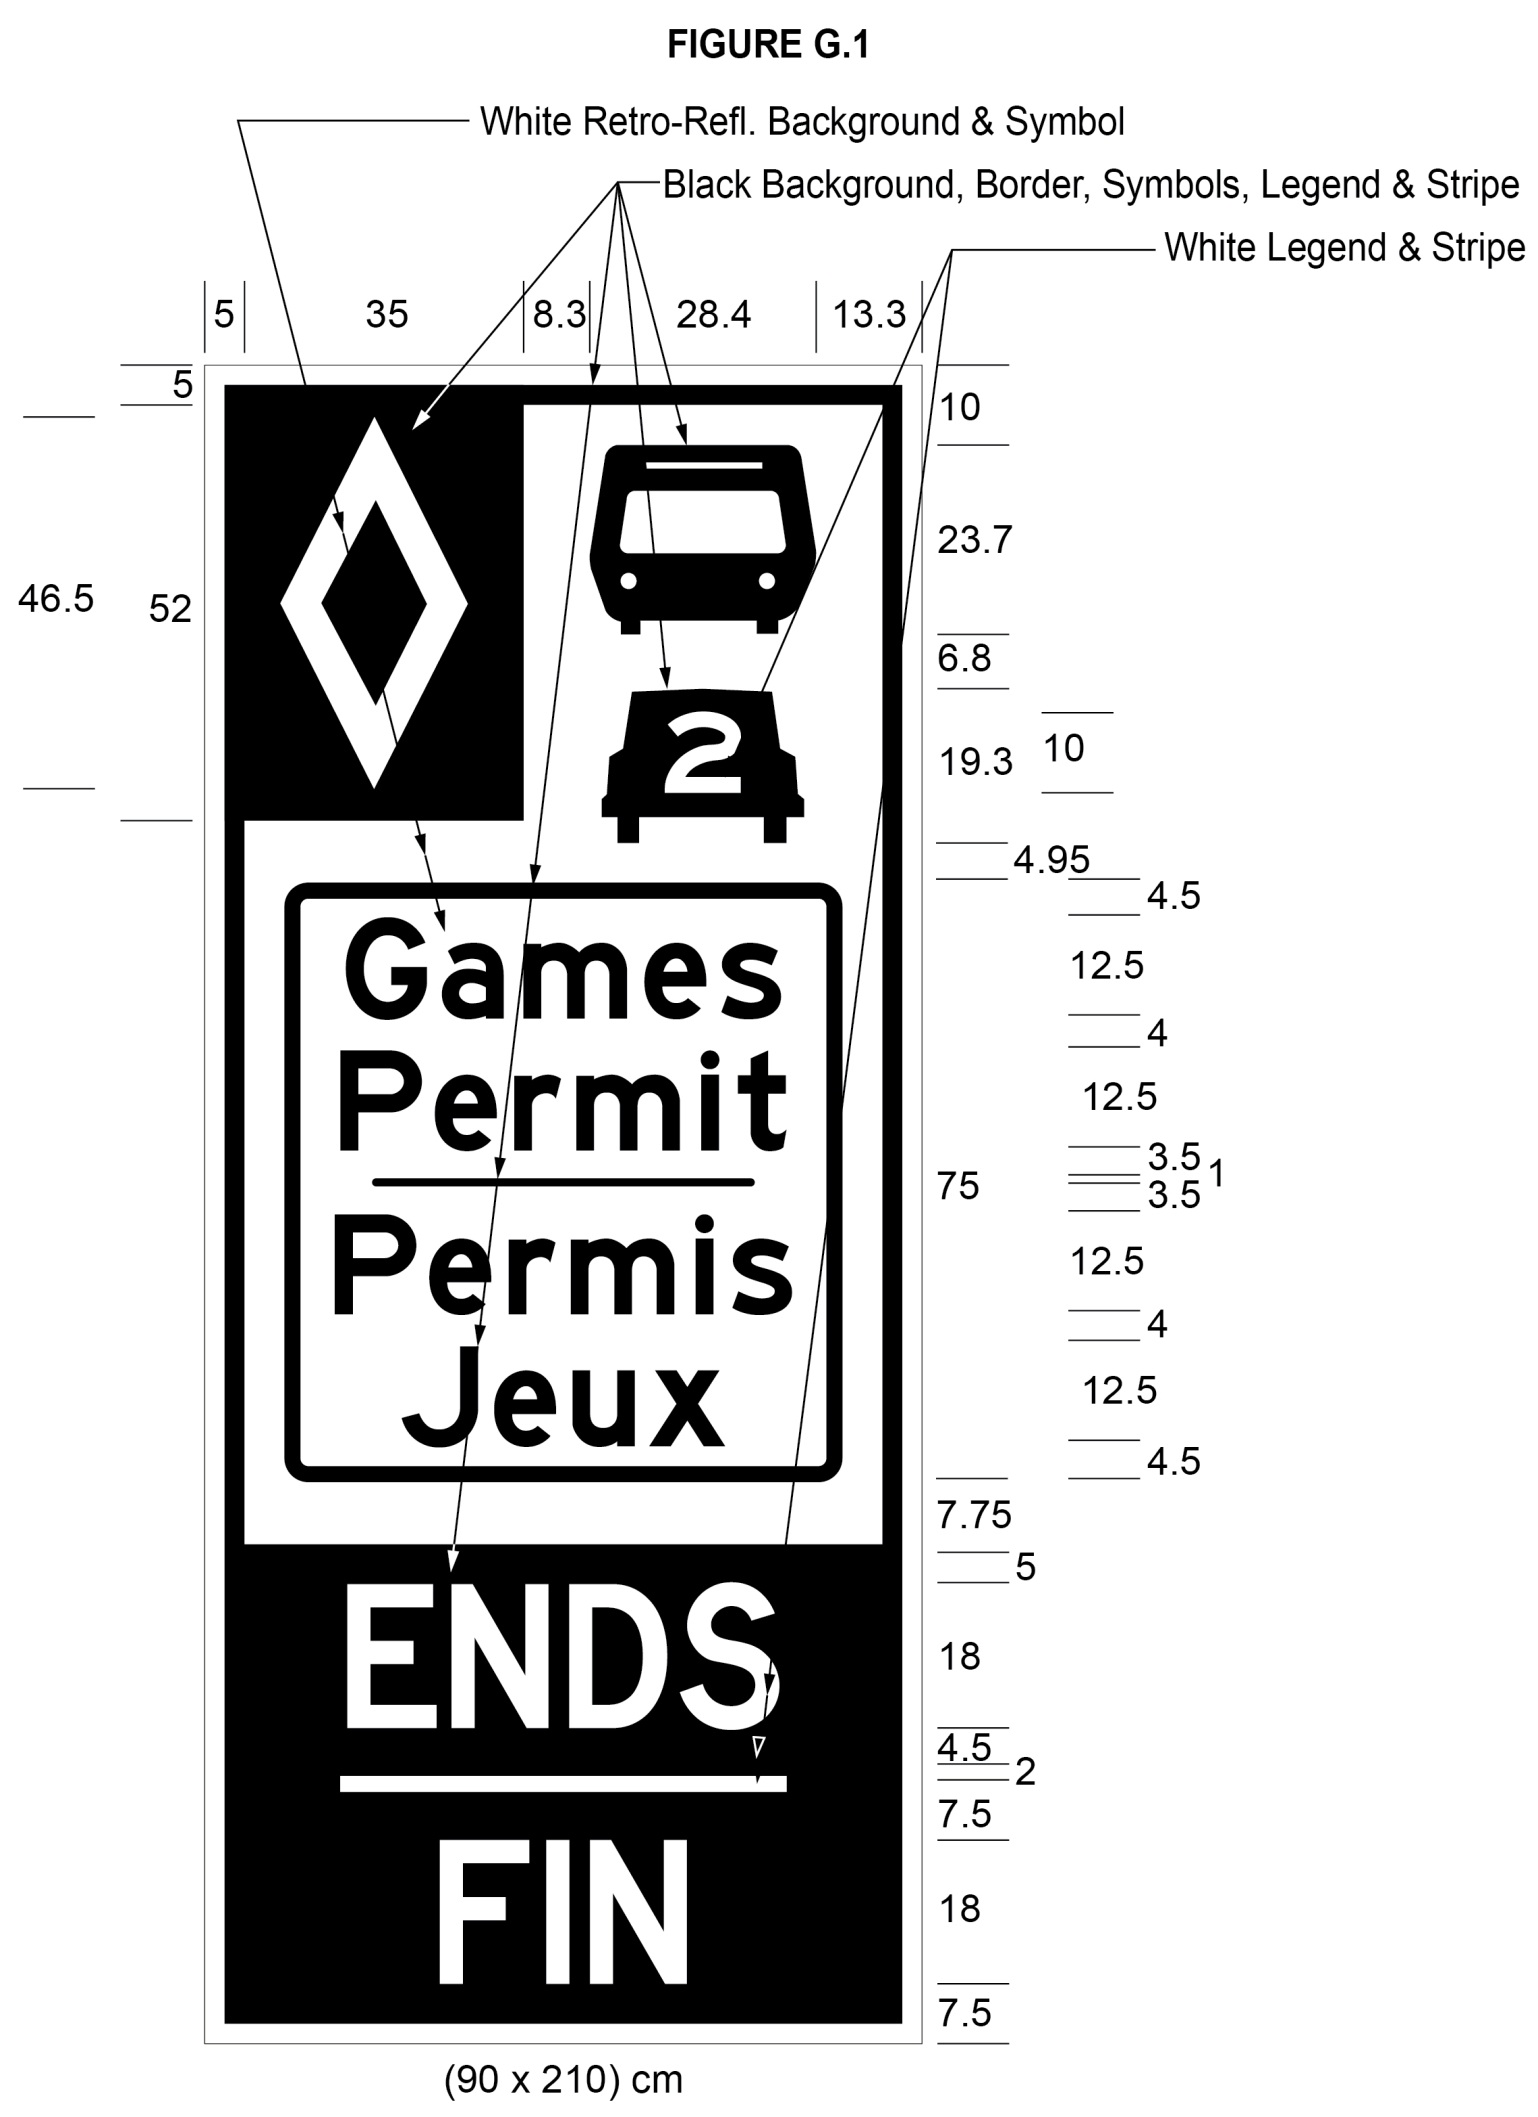 FIGURE G.1
White Retro-Refl. Background & Symbol
Black Background, Border, Symbols, Legend & Stripe
White Legend & Stripe
5 35 8.3 28.4 13.3
5
10
46.5
52
23.7
6.8
2
19.3
10
4.95
4.5
Games
12.5
4
Permit
12.5
3.5
1
75
3.5
Permis
12.5
4
Jeux
12.5
4.5
7.75
5
ENDS
18
4.5
2
7.5
FIN
18
7.5
(90 x 210) cm